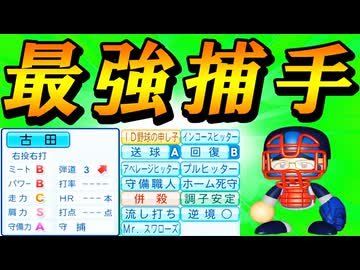 最強捕手
古田
右投右打
ミート B 弾道 3
パワー B 打率 ---
走力 C HR --- 本
肩力 S 打点 --- 点
守備力 A 守 申
ID野球の申し子 インコースヒッター
送球 A 回復 B
アベレージヒッター プルヒッター
守備職人 ホーム死守
併殺 調子安定
流し打ち 逆境○
Mr. スワローズ